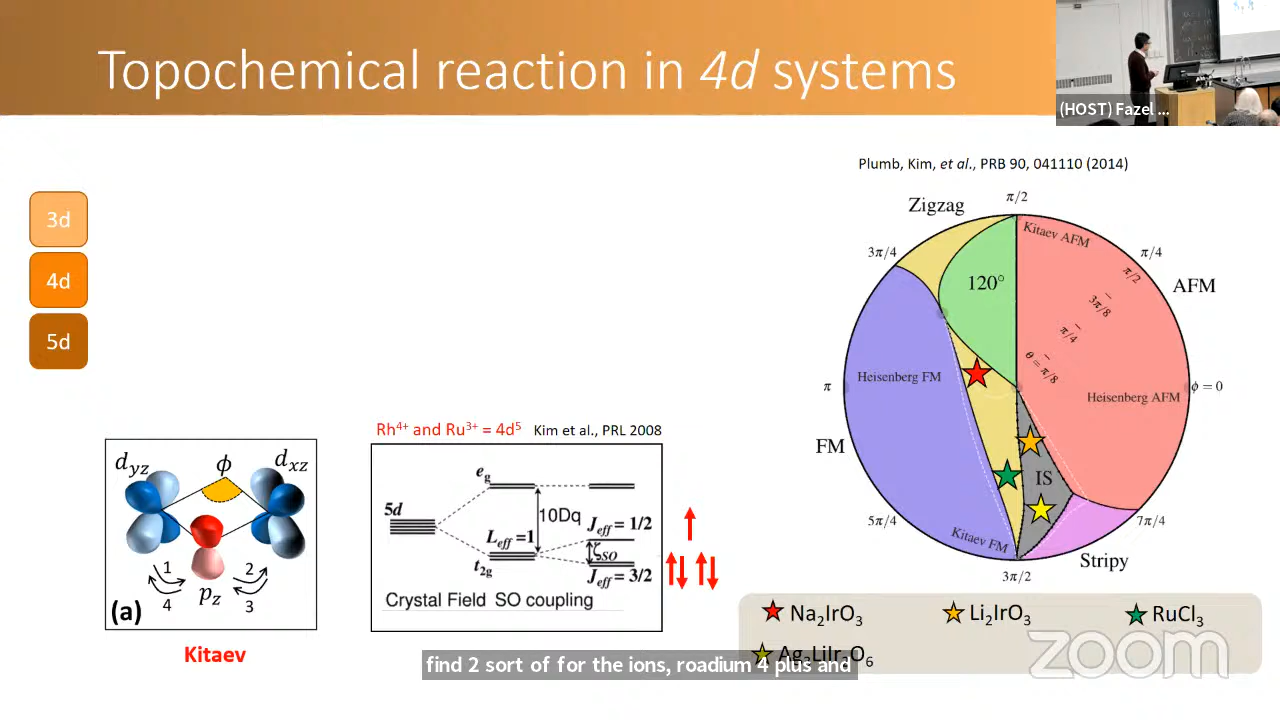 Topochemical reaction in 4d systems
(HOST) Fazel ...
3d
4d
5d
Plumb, Kim, et al., PRB 90, 041110 (2014)
Zigzag
π/2
3π/4
Kitaev AFM
π/4
120°
π/2
3π/8
π/4
θ = π/8
AFM
π
Heisenberg FM
Heisenberg AFM
ϕ = 0
FM
IS
5π/4
Kitaev FM
7π/4
3π/2
Stripy
Rh⁴⁺ and Ru³⁺ = 4d⁵
Kim et al., PRL 2008
d_yz
ϕ
d_xz
1
2
4
p_z
3
(a)
Kitaev
5d
e_g
10Dq
L_eff=1
t_2g
J_eff = 1/2
ζ_SO
J_eff = 3/2
Crystal Field SO coupling
Na₂IrO₃
Li₂IrO₃
RuCl₃
find 2 sort of for the ions, roadium 4 plus and
zoom